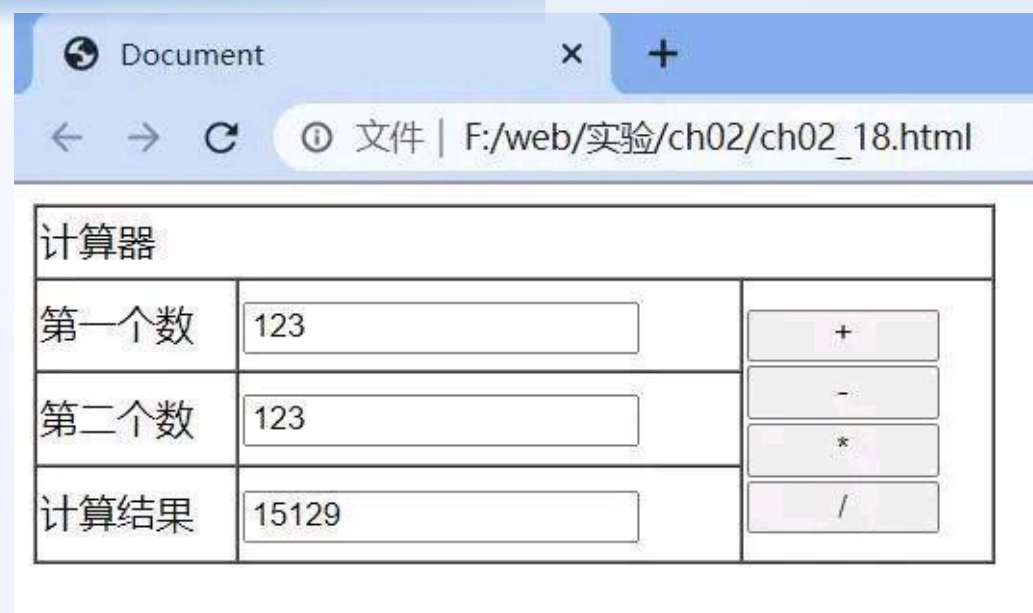 Document
文件 | F:/web/实验/ch02/ch02_18.html
计算器
第一个数 123
+
-
第二个数 123
*
计算结果 15129
/